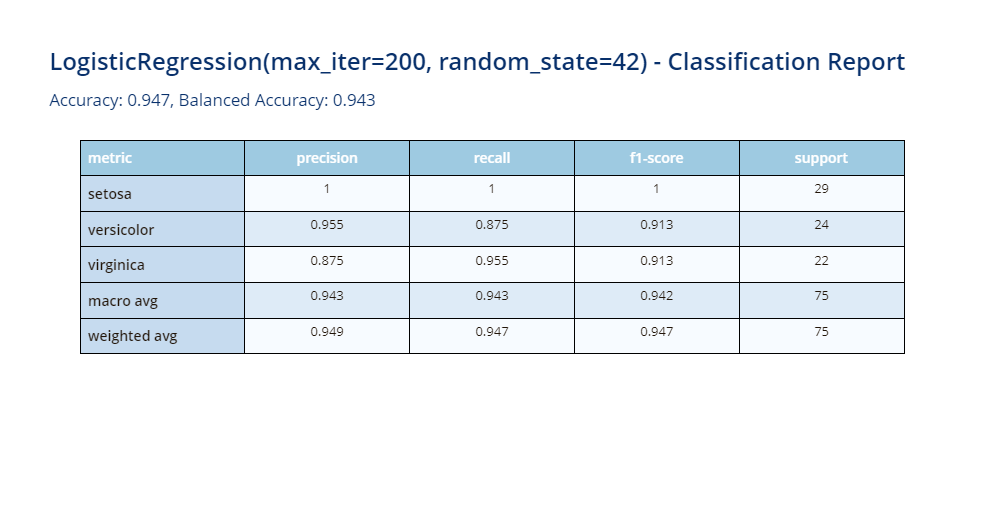 LogisticRegression(max_iter=200, random_state=42) - Classification Report
Accuracy: 0.947, Balanced Accuracy: 0.943
metric precision recall f1-score support
setosa 1 1 1 29
versicolor 0.955 0.875 0.913 24
virginica 0.875 0.955 0.913 22
macro avg 0.943 0.943 0.942 75
weighted avg 0.949 0.947 0.947 75